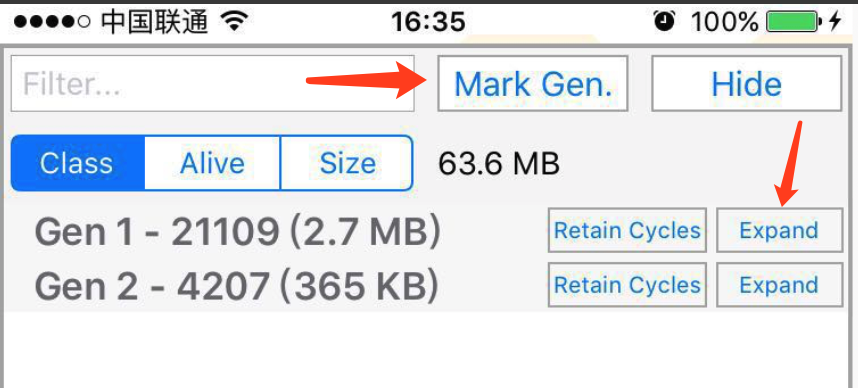 中国联通 16:35 100%
Filter... Mark Gen. Hide
Class Alive Size 63.6 MB
Gen 1 - 21109 (2.7 MB) Retain Cycles Expand
Gen 2 - 4207 (365 KB) Retain Cycles Expand